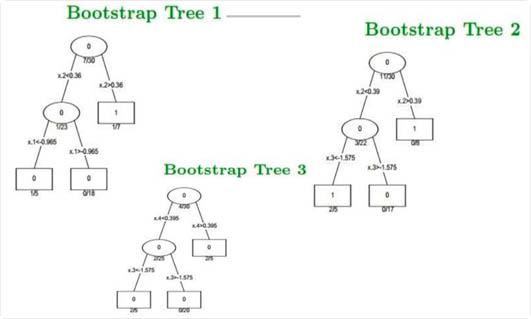 Bootstrap Tree 1
0
7/30
x.2<0.36
x.2>0.36
0
1/23
1
1/7
x.1<-0.965
x.1>-0.965
0
1/5
0
0/18
Bootstrap Tree 2
0
11/30
x.2<0.39
x.2>0.39
0
3/22
1
0/8
x.3<-1.575
x.3>-1.575
1
2/5
0
0/17
Bootstrap Tree 3
0
4/30
x.4<0.395
x.4>0.395
0
2/25
0
2/5
x.3<-1.575
x.3>-1.575
0
2/5
0
0/20